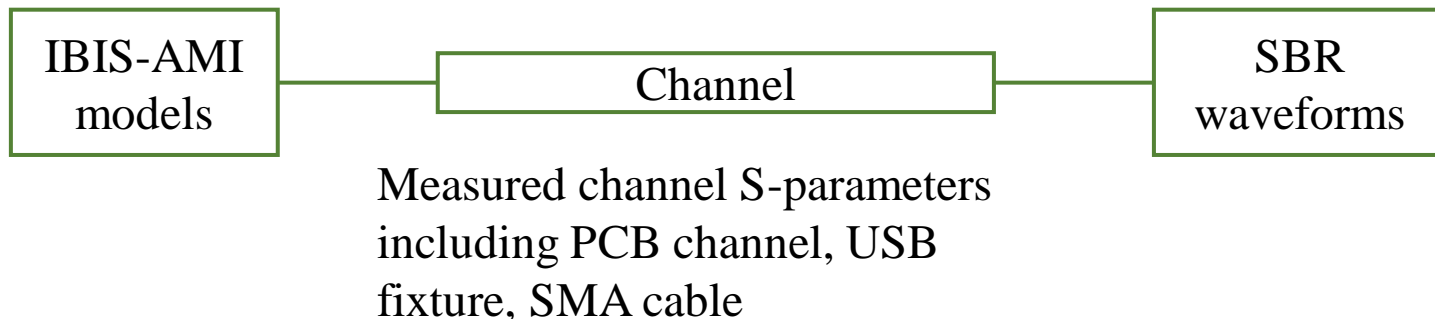 IBIS-AMI
models
Channel
SBR
waveforms
Measured channel S-parameters
including PCB channel, USB
fixture, SMA cable